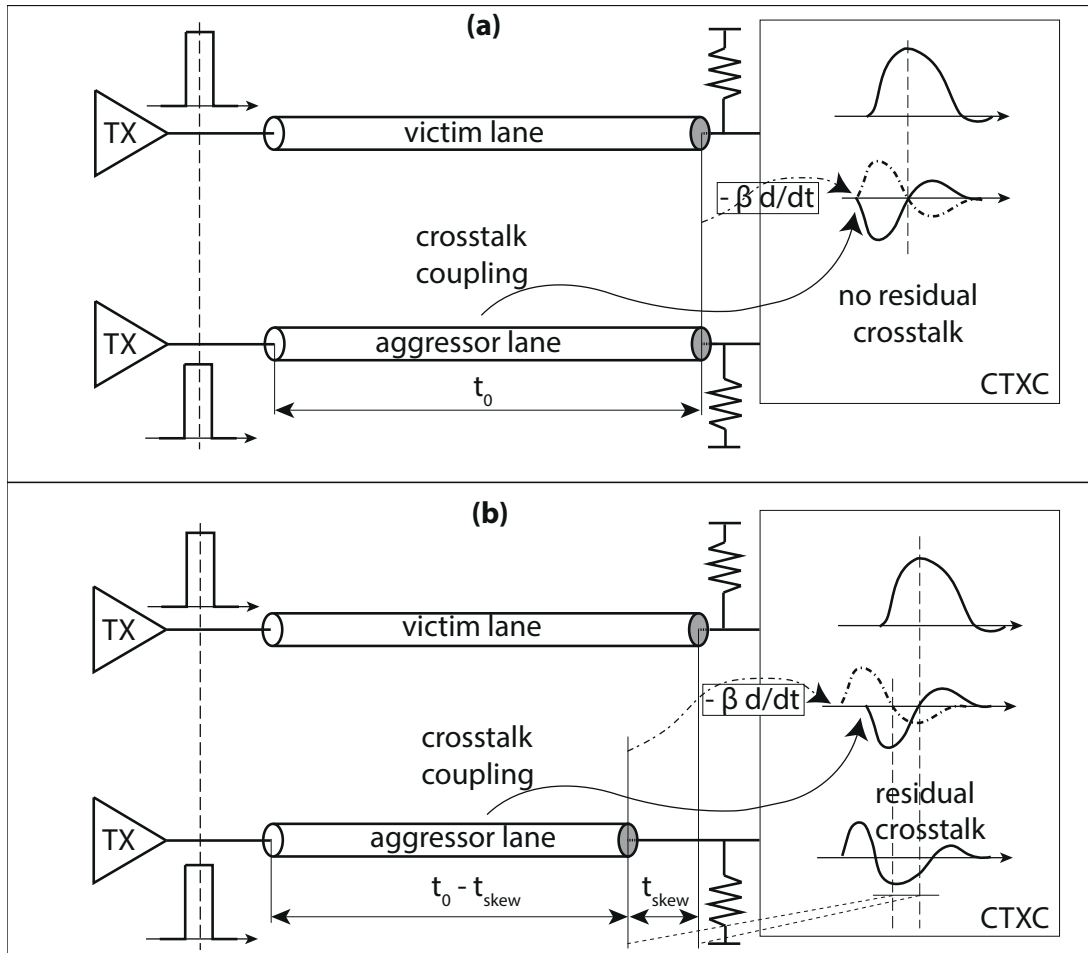 (a)
TX
victim lane
- β d/dt
crosstalk
coupling
no residual
crosstalk
TX
aggressor lane
t0
CTXC
(b)
TX
victim lane
- β d/dt
crosstalk
coupling
residual
crosstalk
TX
aggressor lane
t0 - tskew
tskew
CTXC